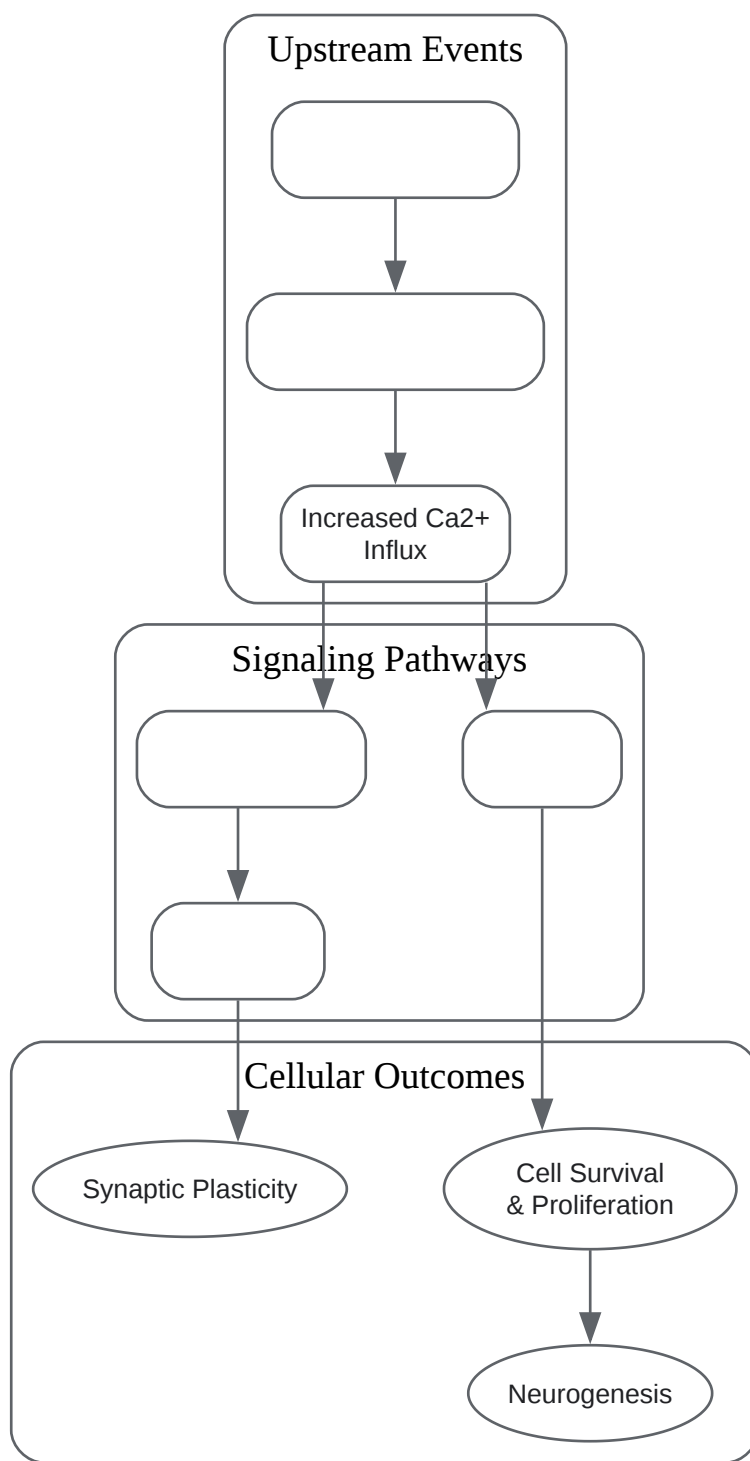 Upstream Events
Increased Ca2+
Influx
Signaling Pathways
Cellular Outcomes
Synaptic Plasticity
Cell Survival
& Proliferation
Neurogenesis